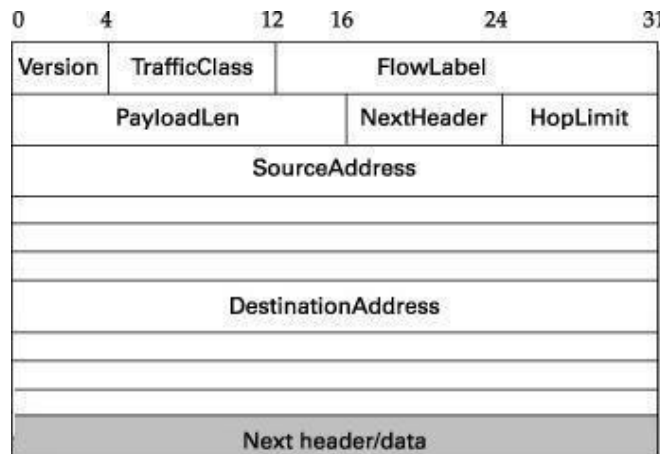 0 4 12 16 24 31
Version TrafficClass FlowLabel
PayloadLen NextHeader HopLimit
SourceAddress
DestinationAddress
Next header/data